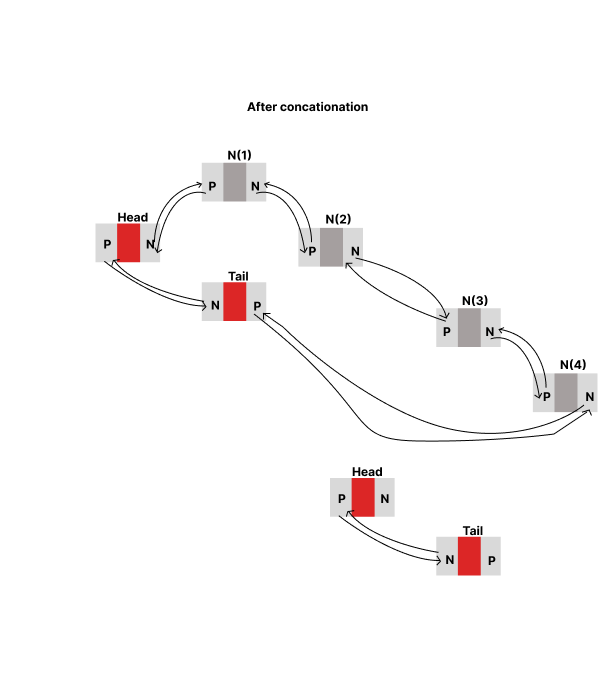 After concationation
N(1)
P N
N(2)
Head
P N
P N
Tail
N P
N(3)
P N
N(4)
P N
Head
P N
Tail
N P